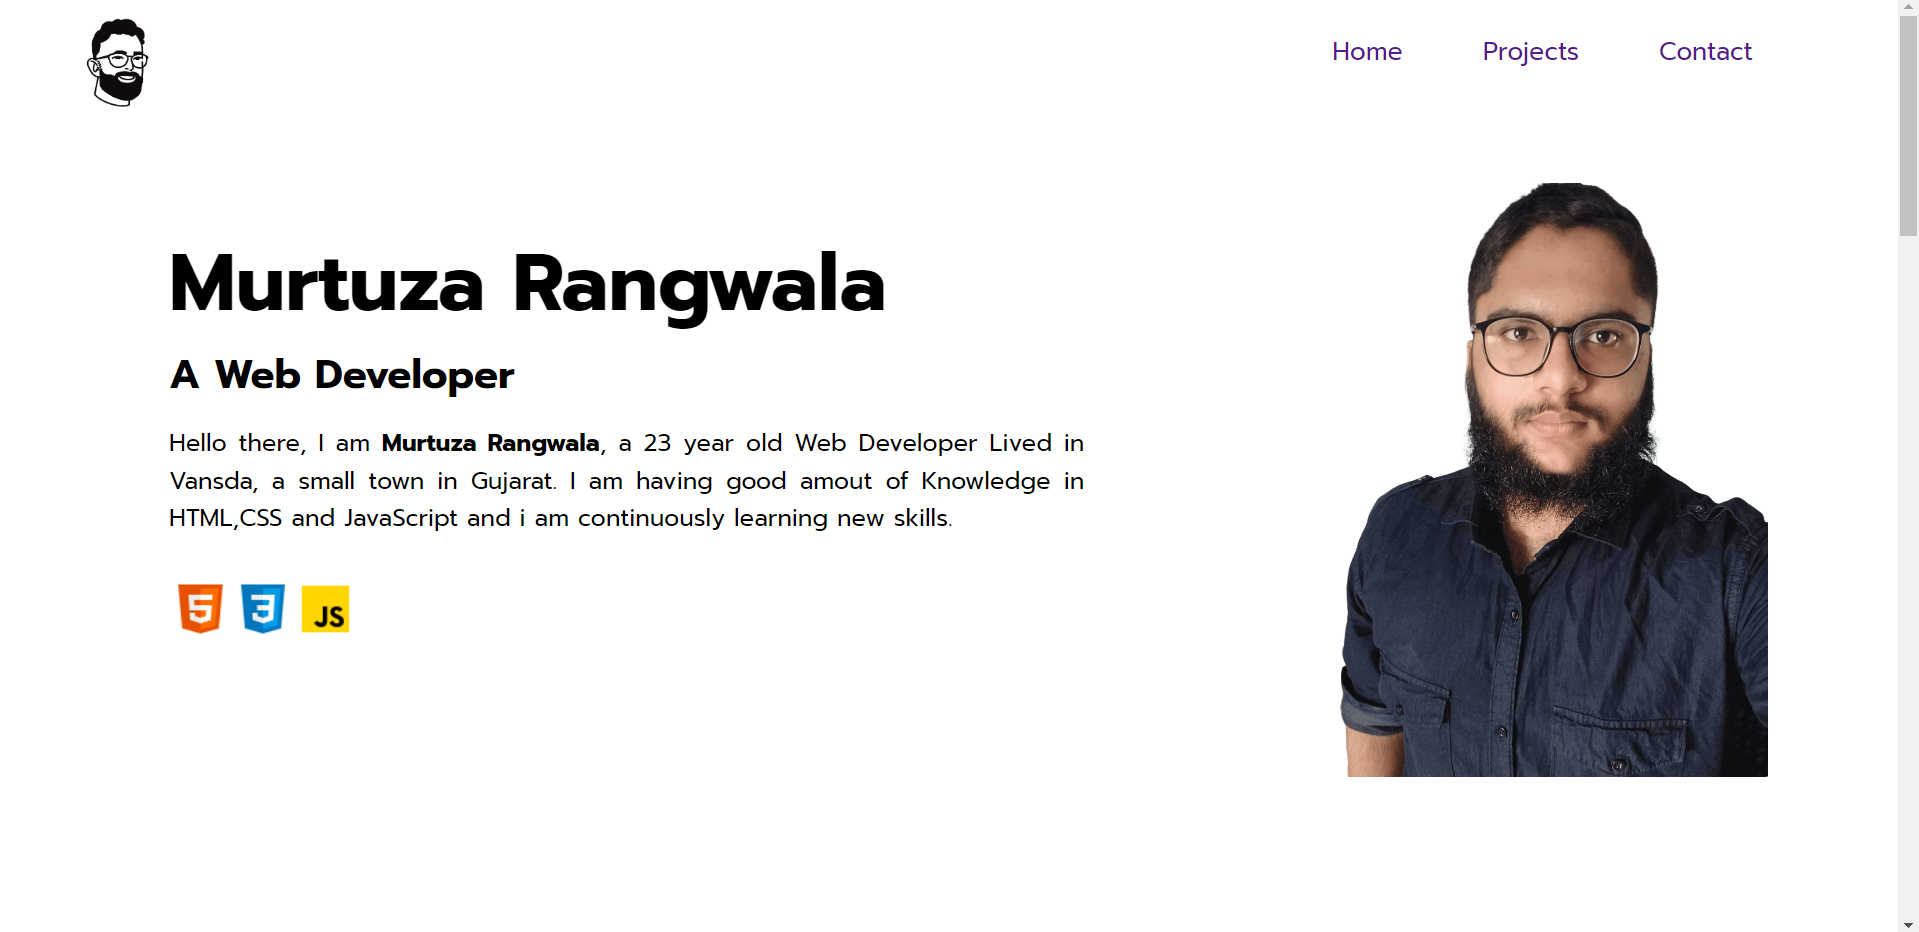 Home Projects Contact
Murtuza Rangwala
A Web Developer
Hello there, I am Murtuza Rangwala, a 23 year old Web Developer Lived in
Vansda, a small town in Gujarat. I am having good amout of Knowledge in
HTML,CSS and JavaScript and i am continuously learning new skills.
5 3 JS